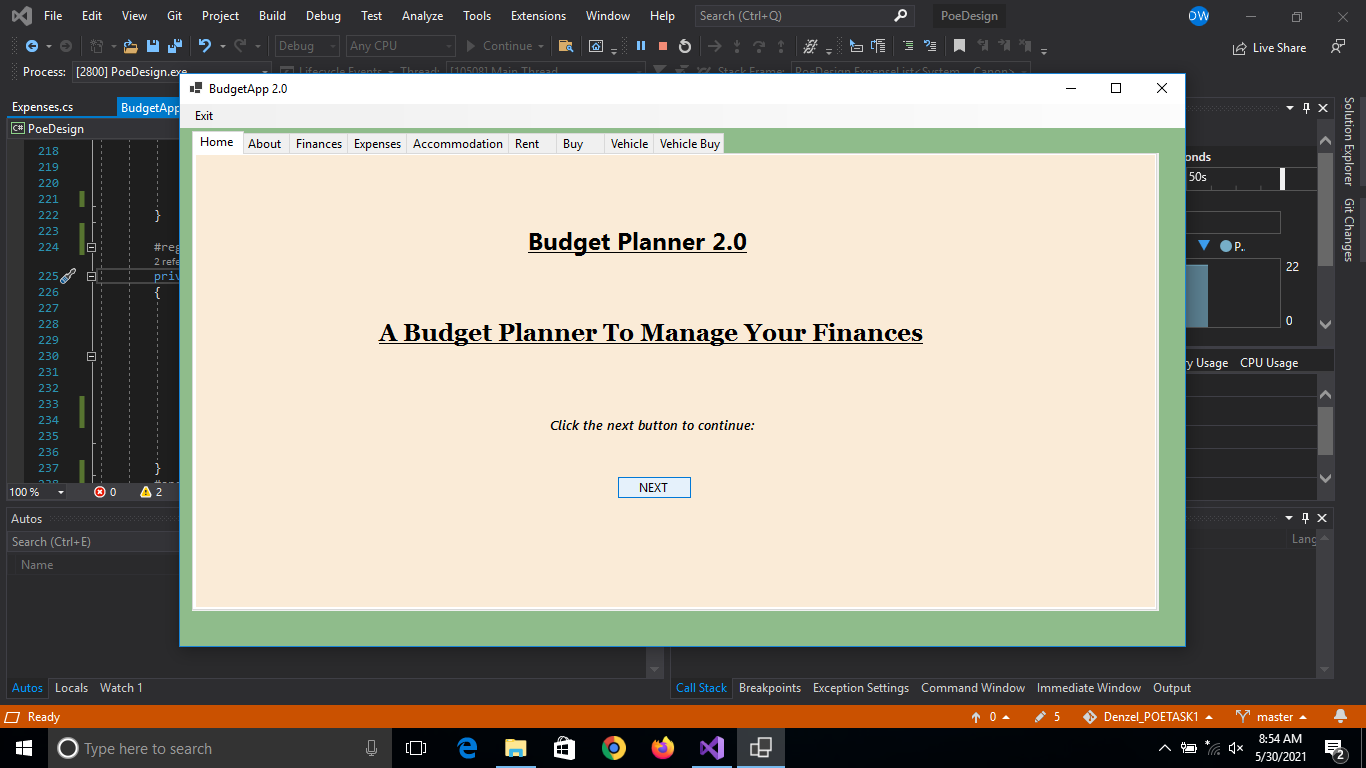 File Edit View Git Project Build Debug Test Analyze Tools Extensions Window Help Search (Ctrl+Q) PoeDesign DW
Debug Any CPU Continue Live Share
Process: [2800] PoeDesign.exe Lifecycle Events Thread: [10508] Main Thread Stack Frame: PoeDesign.ExpenseList<System.
BudgetApp 2.0
Expenses.cs BudgetApp
Exit
PoeDesign
Home About Finances Expenses Accommodation Rent Buy Vehicle Vehicle Buy
Budget Planner 2.0
A Budget Planner To Manage Your Finances
Click the next button to continue:
NEXT
218
219
220
221
222 }
223
224 #reg
2 refe
225 priv
226 {
227
228
229
230
231
232
233
234
235
236
237 }
onds
50s
P..
22
0
ry Usage CPU Usage
Solution Explorer
Git Changes
100 % 0 2
Autos
Search (Ctrl+E)
Name
Lang
Autos Locals Watch 1
Call Stack Breakpoints Exception Settings Command Window Immediate Window Output
Ready 0 5 Denzel_POETASK1 master
Type here to search
8:54 AM
5/30/2021
2